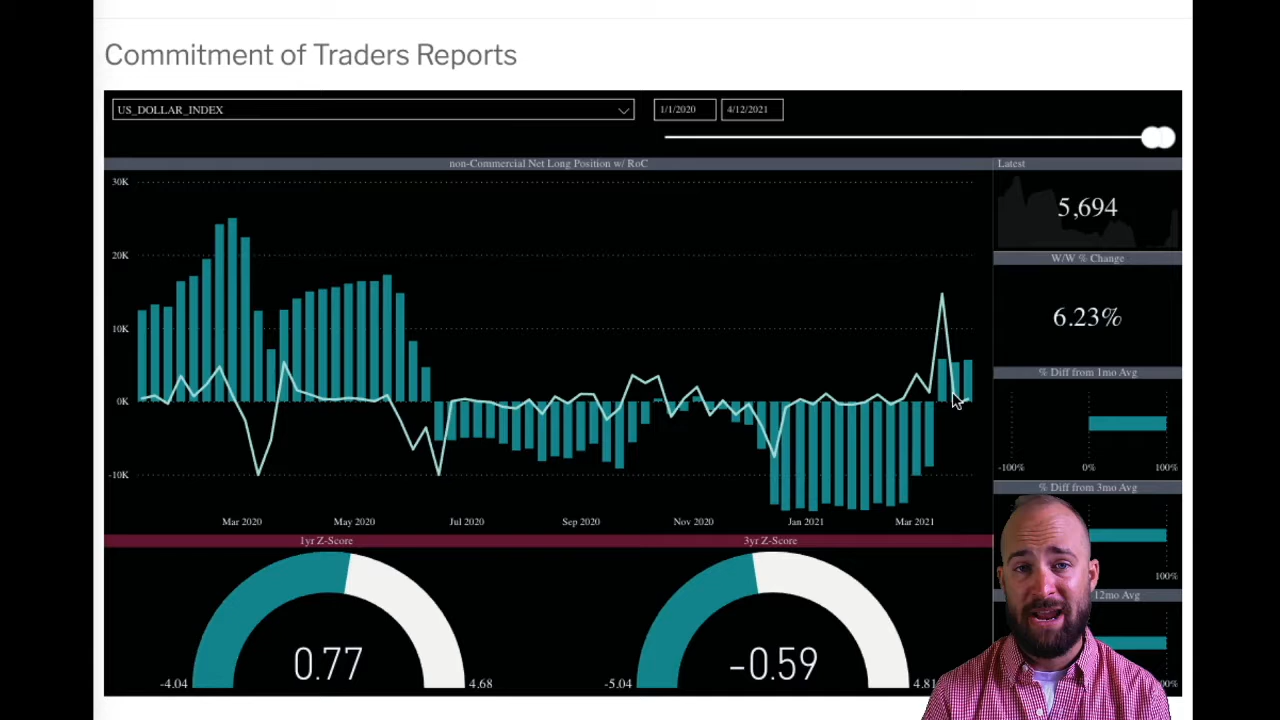 Commitment of Traders Reports
US_DOLLAR_INDEX
1/1/2020
4/12/2021
non-Commercial Net Long Position w/ RoC
Latest
30K
20K
10K
0K
-10K
5,694
W/W % Change
6.23%
% Diff from 1mo Avg
-100%
0%
100%
% Diff from 3mo Avg
100%
12mo Avg
Mar 2020
May 2020
Jul 2020
Sep 2020
Nov 2020
Jan 2021
Mar 2021
1yr Z-Score
3yr Z-Score
0.77
-4.04
4.68
-0.59
-5.04
4.81